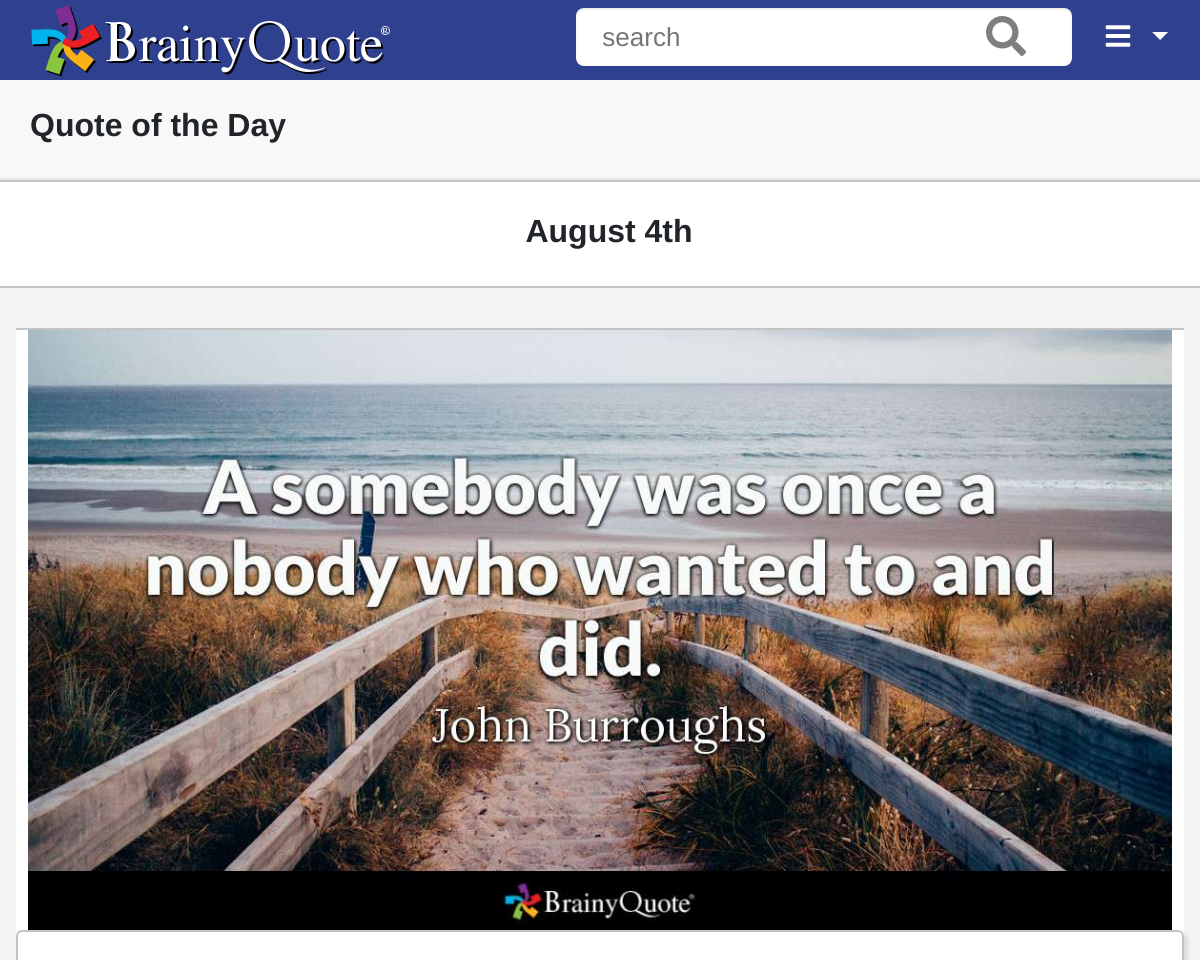 BrainyQuote®
search
Quote of the Day
August 4th
A somebody was once a
nobody who wanted to and
did.
John Burroughs
BrainyQuote®